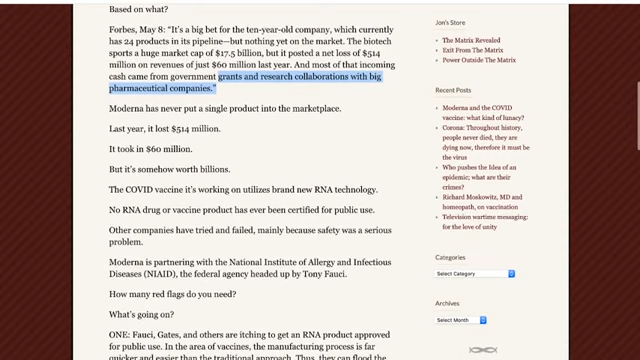 Based on what?
Forbes, May 8: “It’s a big bet for the ten-year-old company, which currently
has 24 products in its pipeline—but nothing yet on the market. The biotech
sports a huge market cap of $17.5 billion, but it posted a net loss of $514
million on revenues of just $60 million last year. And most of that incoming
cash came from government grants and research collaborations with big
pharmaceutical companies.”
Moderna has never put a single product into the marketplace.
Last year, it lost $514 million.
It took in $60 million.
But it’s somehow worth billions.
The COVID vaccine it’s working on utilizes brand new RNA technology.
No RNA drug or vaccine product has ever been certified for public use.
Other companies have tried and failed, mainly because safety was a serious
problem.
Moderna is partnering with the National Institute of Allergy and Infectious
Diseases (NIAID), the federal agency headed up by Tony Fauci.
How many red flags do you need?
What’s going on?
ONE: Fauci, Gates, and others are itching to get an RNA product approved
for public use. In the area of vaccines, the manufacturing process is far
quicker and easier than the traditional approach. Thus, they can flood the
Jon's Store
The Matrix Revealed
Exit From The Matrix
Power Outside The Matrix
Recent Posts
Moderna and the COVID
vaccine: what kind of lunacy?
Corona: Throughout history,
people never died, they are
dying now, therefore it must be
the virus
Who pushes the Idea of an
epidemic; what are their
crimes?
Richard Moskowitz, MD and
homeopath, on vaccination
Television wartime messaging:
for the love of unity
Categories
Select Category
Archives
Select Month